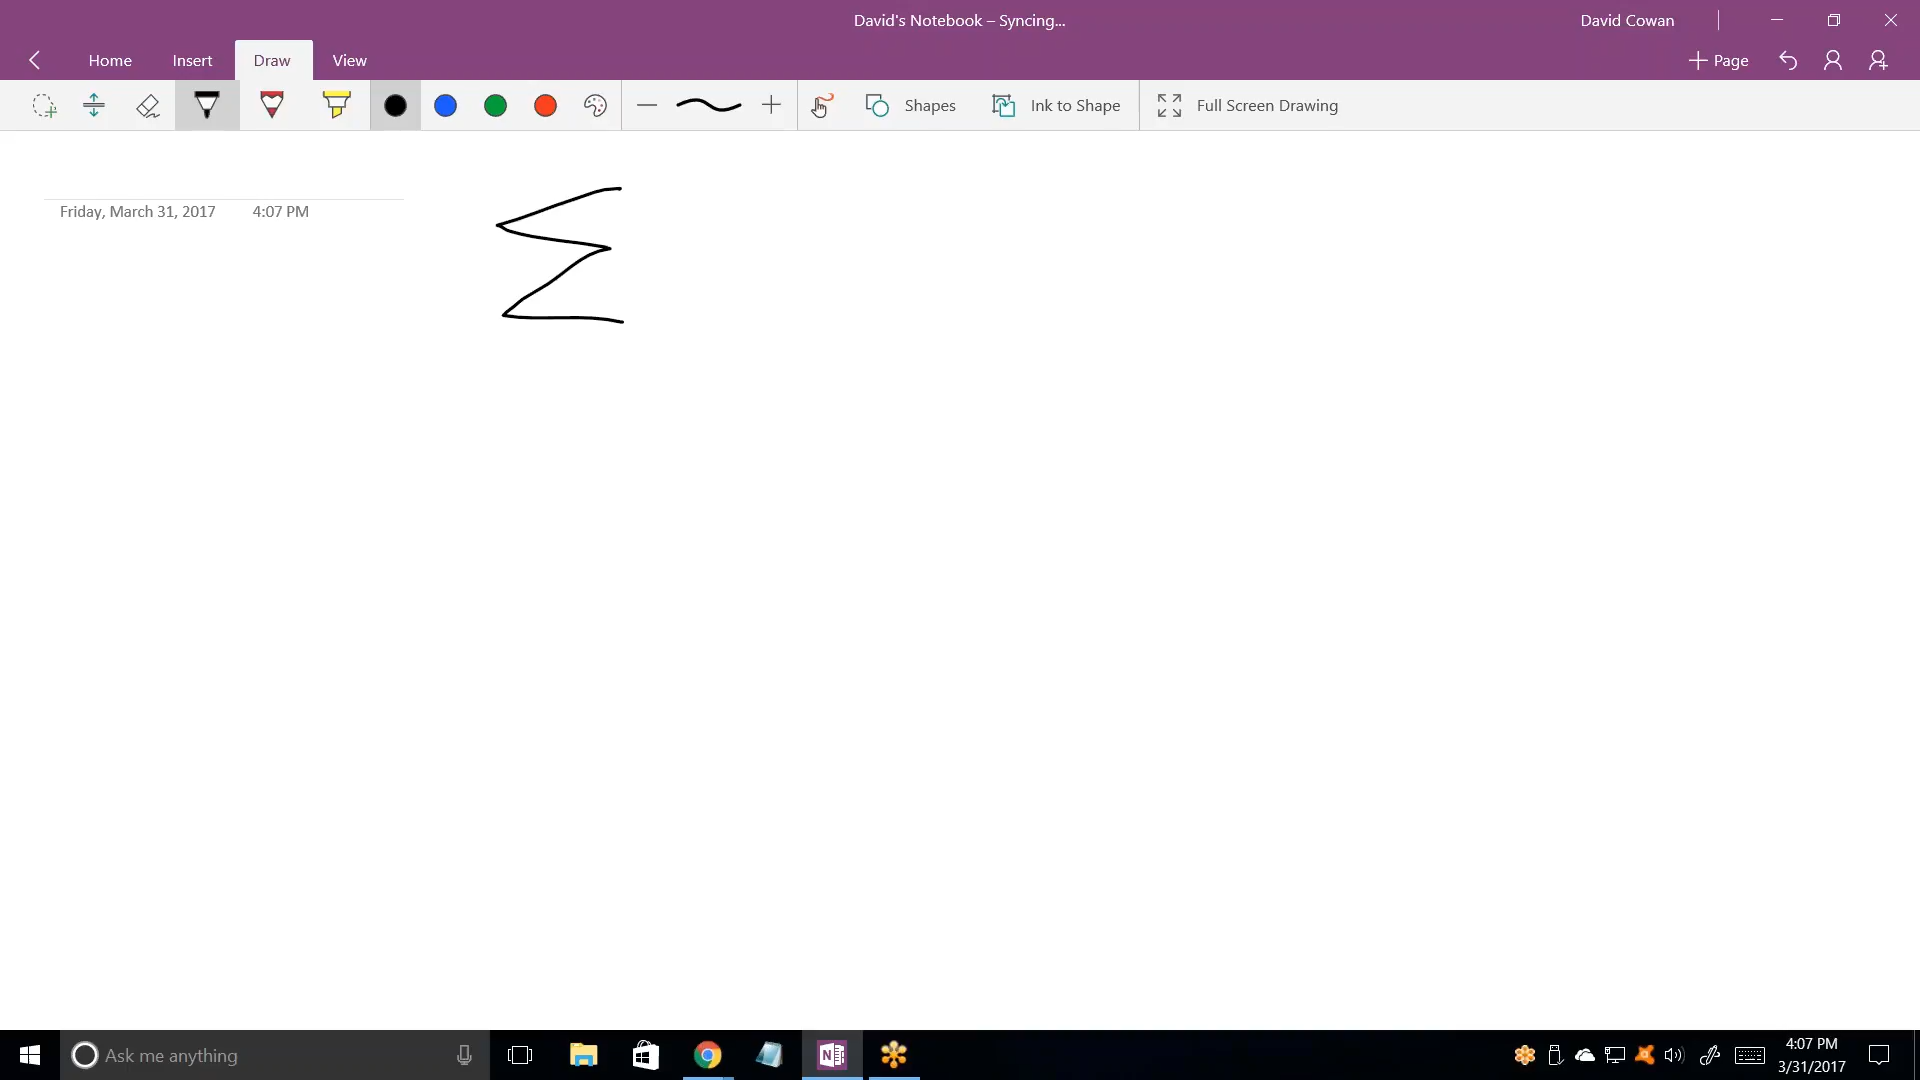 David's Notebook – Syncing...
David Cowan
Home Insert Draw View
Page
Shapes Ink to Shape Full Screen Drawing
Friday, March 31, 2017 4:07 PM
Σ
Ask me anything
4:07 PM
3/31/2017